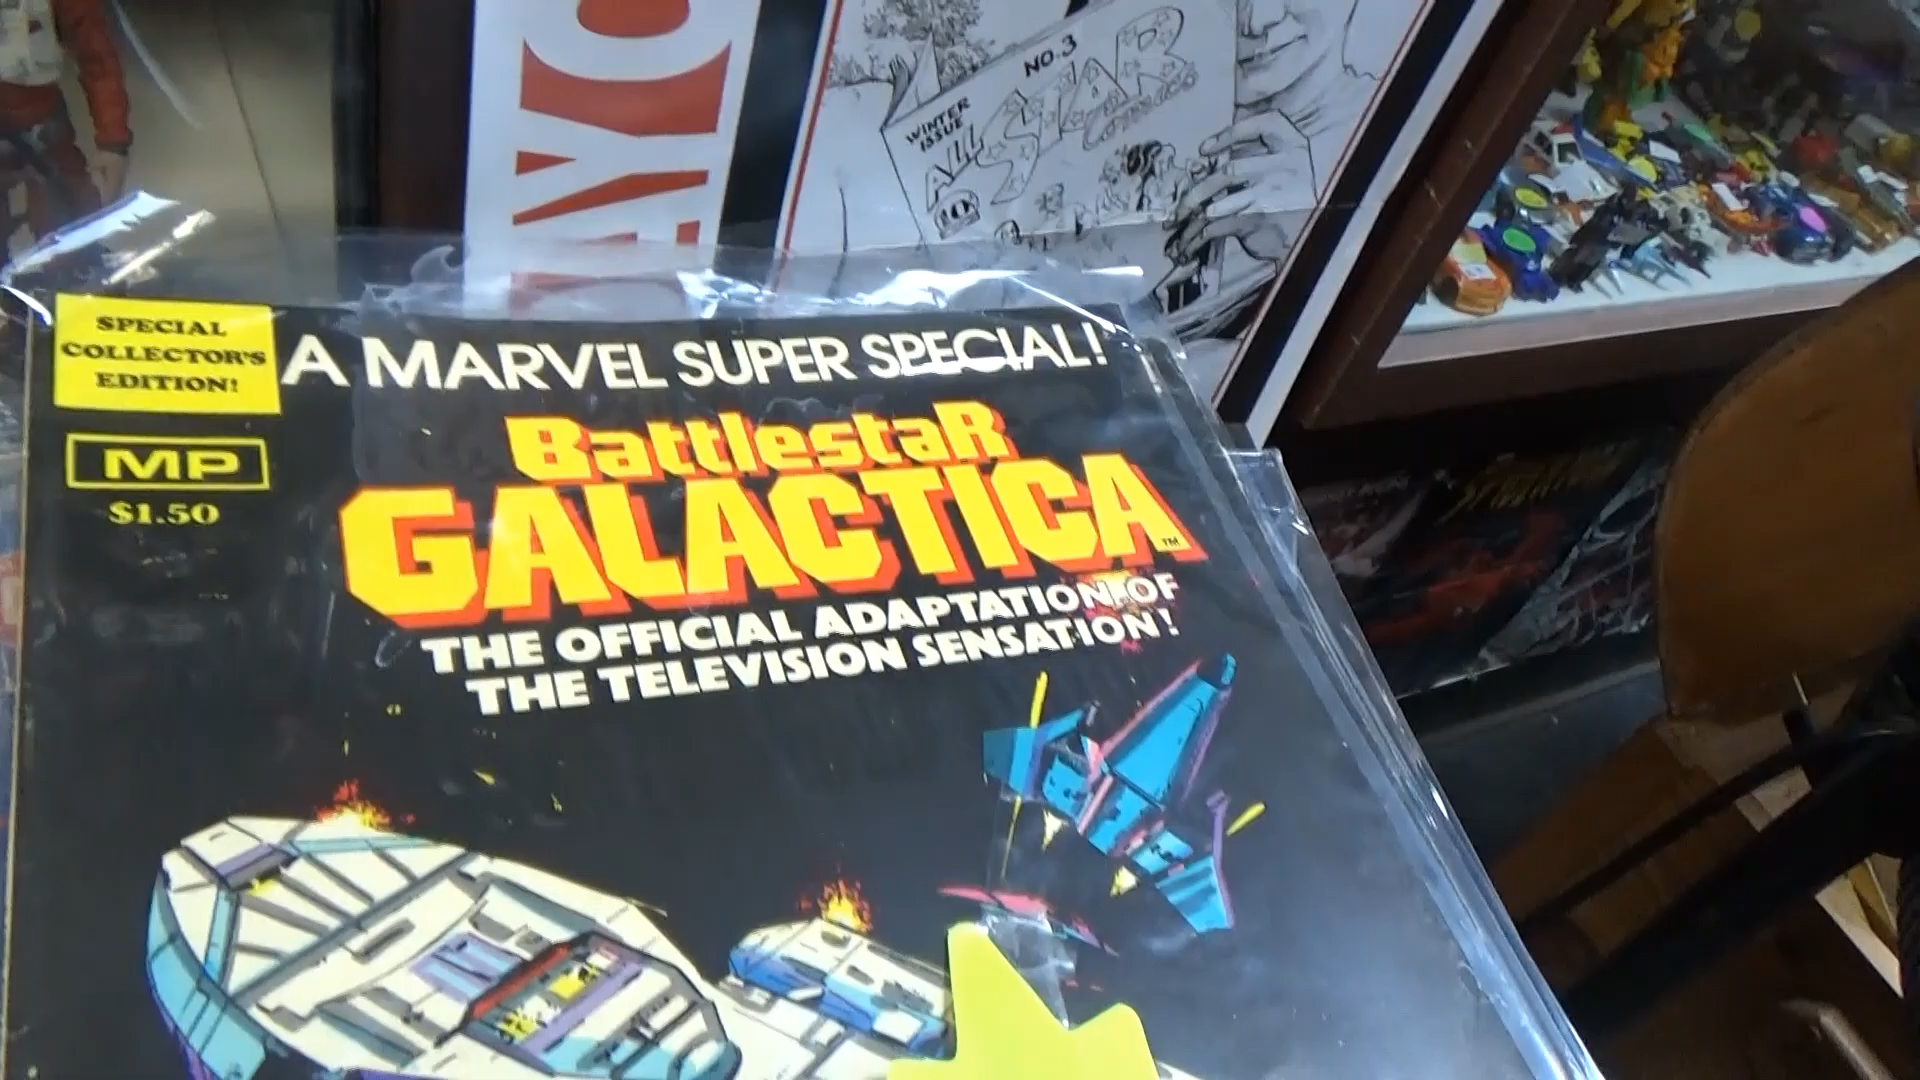 NO.3
WINTER
ISSUE
ALL
STAR
COMICS
10¢
SPECIAL
COLLECTOR'S
EDITION!
A MARVEL SUPER SPECIAL!
MP
$1.50
BattlestaR
GALACTICA
TM
THE OFFICIAL ADAPTATION OF
THE TELEVISION SENSATION!